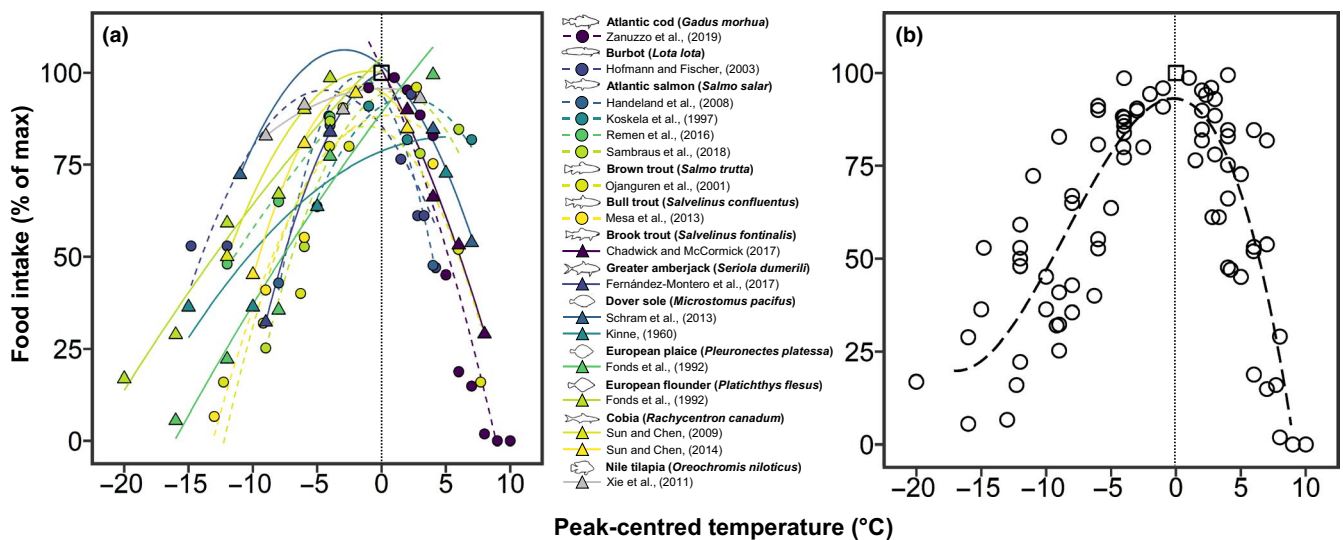 (a)
100
75
50
25
0
Food intake (% of max)
−20 −15 −10 −5 0 5 10
Atlantic cod (Gadus morhua)
Zanuzzo et al., (2019)
Burbot (Lota lota)
Hofmann and Fischer, (2003)
Atlantic salmon (Salmo salar)
Handeland et al., (2008)
Koskela et al., (1997)
Remen et al., (2016)
Sambraus et al., (2018)
Brown trout (Salmo trutta)
Ojanguren et al., (2001)
Bull trout (Salvelinus confluentus)
Mesa et al., (2013)
Brook trout (Salvelinus fontinalis)
Chadwick and McCormick (2017)
Greater amberjack (Seriola dumerili)
Fernández-Montero et al., (2017)
Dover sole (Microstomus pacifus)
Schram et al., (2013)
Kinne, (1960)
European plaice (Pleuronectes platessa)
Fonds et al., (1992)
European flounder (Platichthys flesus)
Fonds et al., (1992)
Cobia (Rachycentron canadum)
Sun and Chen, (2009)
Sun and Chen, (2014)
Nile tilapia (Oreochromis niloticus)
Xie et al., (2011)
(b)
100
75
50
25
0
−20 −15 −10 −5 0 5 10
Peak-centred temperature (°C)